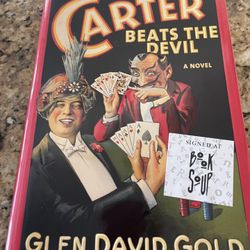 CARTER
BEATS THE
DEVIL
A NOVEL
SIGNED AT
BOOK
SOUP
GLEN DAVID GOLD